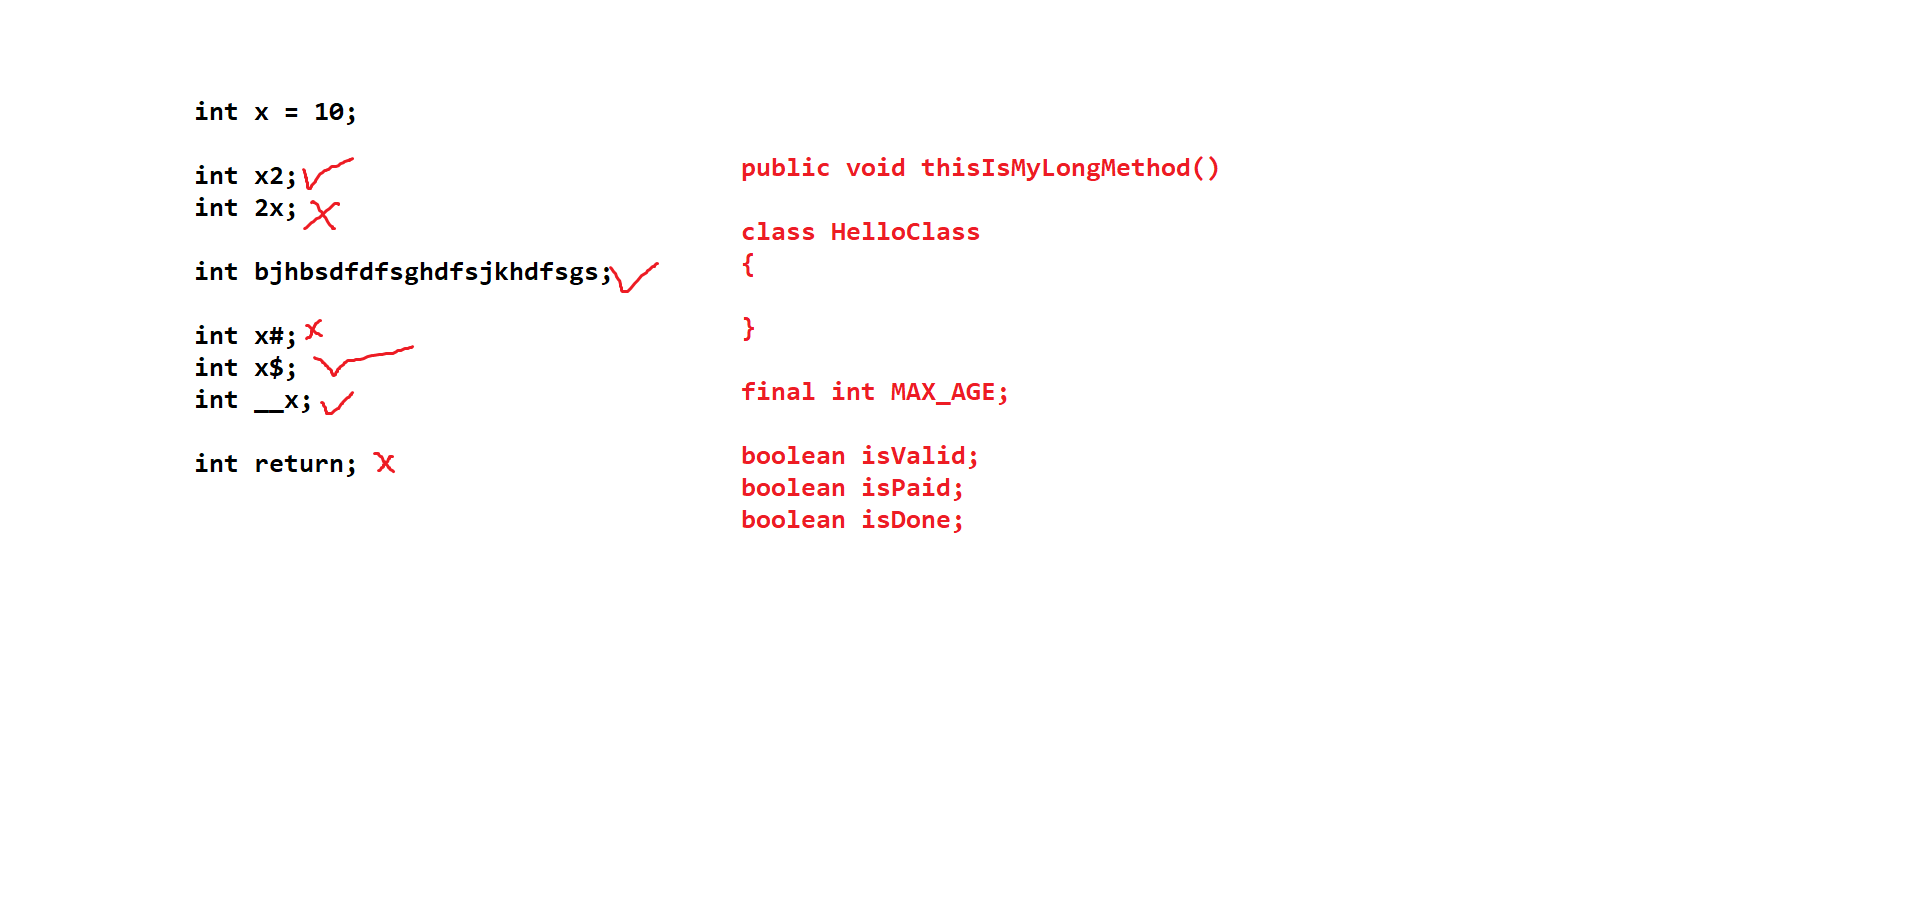 int x = 10;
int x2;
int 2x;
int bjhbsdfdfsghdfsjkhdfsgs;
int x#;
int x$;
int __x;
int return;
public void thisIsMyLongMethod()
class HelloClass
{
}
final int MAX_AGE;
boolean isValid;
boolean isPaid;
boolean isDone;